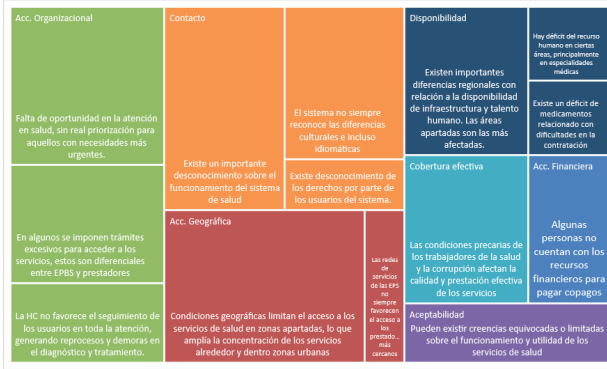 Acc. Organizacional
Falta de oportunidad en la atención
en salud, sin real priorización para
aquellos con necesidades más
urgentes.
En algunos se imponen trámites
excesivos para acceder a los
servicios, estos son diferenciales
entre EPBS y prestadores
La HC no favorece el seguimiento de
los usuarios en toda la atención,
generando reprocesos y demoras en
el diagnóstico y tratamiento.
Contacto
Existe un importante
desconocimiento sobre el
funcionamiento del sistema
de salud
El sistema no siempre
reconoce las diferencias
culturales e incluso
idiomáticas
Existe desconocimiento de
los derechos por parte de
los usuarios del sistema.
Acc. Geográfica
Condiciones geográficas limitan el acceso a los
servicios de salud en zonas apartadas, lo que
amplía la concentración de los servicios
alrededor y dentro zonas urbanas
Las redes
de
servicios
de las EPS
no
siempre
favorecen
el acceso a
los
prestado...
más
cercanos
Disponibilidad
Existen importantes
diferencias regionales con
relación a la disponibilidad
de infraestructura y talento
humano. Las áreas
apartadas son las más
afectadas.
Hay déficit del recurso
humano en ciertas
áreas, principalmente
en especialidades
médicas
Existe un déficit de
medicamentos
relacionado con
dificultades en la
contratación
Cobertura efectiva
Las condiciones precarias de
los trabajadores de la salud
y la corrupción afectan la
calidad y prestación efectiva
de los servicios
Acc. Financiera
Algunas
personas no
cuentan con los
recursos
financieros para
pagar copagos
Aceptabilidad
Pueden existir creencias equivocadas o limitadas
sobre el funcionamiento y utilidad de los
servicios de salud